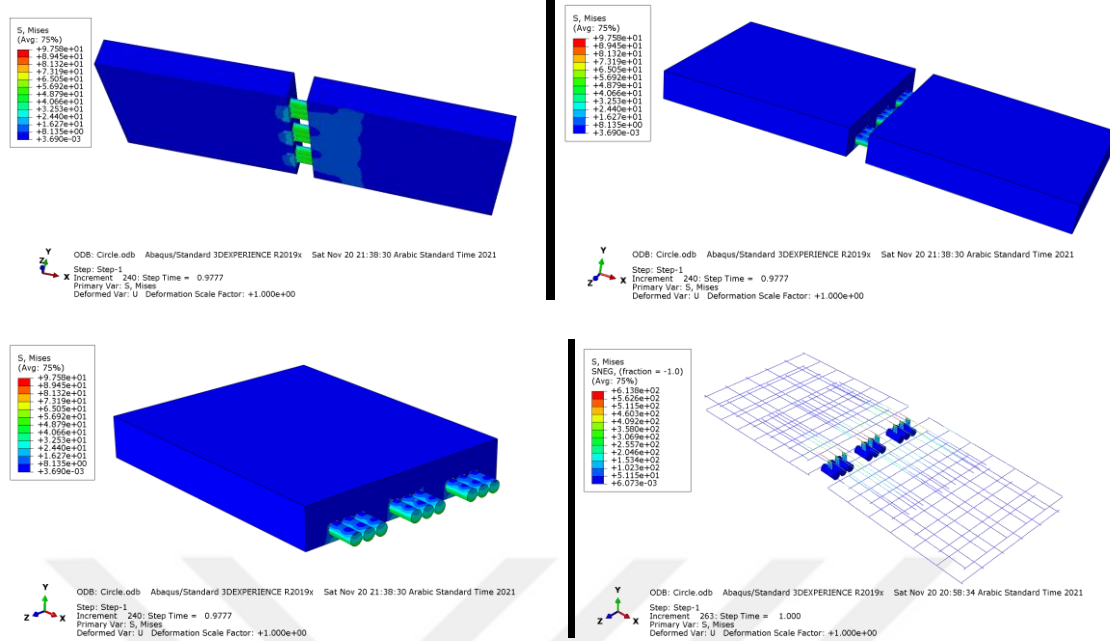 S, Mises
(Avg: 75%)
+9.758e+01
+8.945e+01
+8.132e+01
+7.319e+01
+6.505e+01
+5.692e+01
+4.879e+01
+4.066e+01
+3.253e+01
+2.440e+01
+1.627e+01
+8.135e+00
+3.690e-03
Y
Z
X
ODB: Circle.odb Abaqus/Standard 3DEXPERIENCE R2019x Sat Nov 20 21:38:30 Arabic Standard Time 2021
Step: Step-1
Increment 240: Step Time = 0.9777
Primary Var: S, Mises
Deformed Var: U Deformation Scale Factor: +1.000e+00
S, Mises
(Avg: 75%)
+9.758e+01
+8.945e+01
+8.132e+01
+7.319e+01
+6.505e+01
+5.692e+01
+4.879e+01
+4.066e+01
+3.253e+01
+2.440e+01
+1.627e+01
+8.135e+00
+3.690e-03
Y
Z
X
ODB: Circle.odb Abaqus/Standard 3DEXPERIENCE R2019x Sat Nov 20 21:38:30 Arabic Standard Time 2021
Step: Step-1
Increment 240: Step Time = 0.9777
Primary Var: S, Mises
Deformed Var: U Deformation Scale Factor: +1.000e+00
S, Mises
(Avg: 75%)
+9.758e+01
+8.945e+01
+8.132e+01
+7.319e+01
+6.505e+01
+5.692e+01
+4.879e+01
+4.066e+01
+3.253e+01
+2.440e+01
+1.627e+01
+8.135e+00
+3.690e-03
Y
Z
X
ODB: Circle.odb Abaqus/Standard 3DEXPERIENCE R2019x Sat Nov 20 21:38:30 Arabic Standard Time 2021
Step: Step-1
Increment 240: Step Time = 0.9777
Primary Var: S, Mises
Deformed Var: U Deformation Scale Factor: +1.000e+00
S, Mises
SNEG, (fraction = -1.0)
(Avg: 75%)
+6.138e+02
+5.626e+02
+5.115e+02
+4.603e+02
+4.092e+02
+3.580e+02
+3.069e+02
+2.557e+02
+2.046e+02
+1.534e+02
+1.023e+02
+5.115e+01
+6.073e-03
Y
Z
X
ODB: Circle.odb Abaqus/Standard 3DEXPERIENCE R2019x Sat Nov 20 20:58:34 Arabic Standard Time 2021
Step: Step-1
Increment 263: Step Time = 1.000
Primary Var: S, Mises
Deformed Var: U Deformation Scale Factor: +1.000e+00